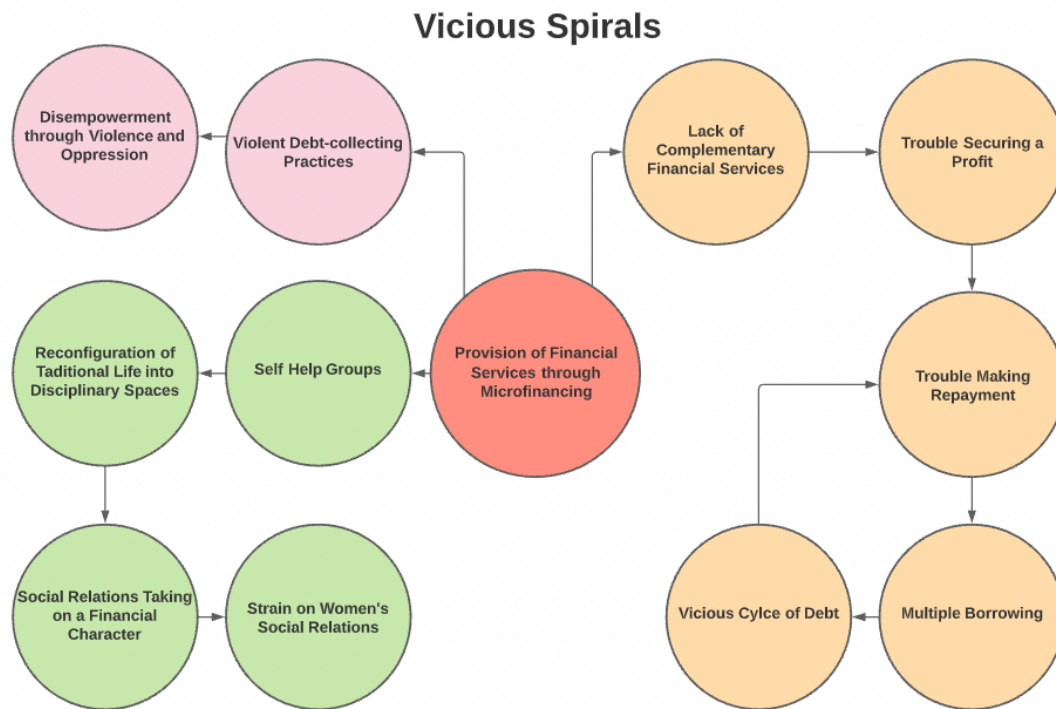 Vicious Spirals
Disempowerment
through Violence and
Oppression
Violent Debt-collecting
Practices
Lack of
Complementary
Financial Services
Trouble Securing a
Profit
Reconfiguration of
Taditional Life into
Disciplinary Spaces
Self Help Groups
Provision of Financial
Services through
Microfinancing
Trouble Making
Repayment
Social Relations Taking
on a Financial
Character
Strain on Women's
Social Relations
Vicious Cylce of Debt
Multiple Borrowing